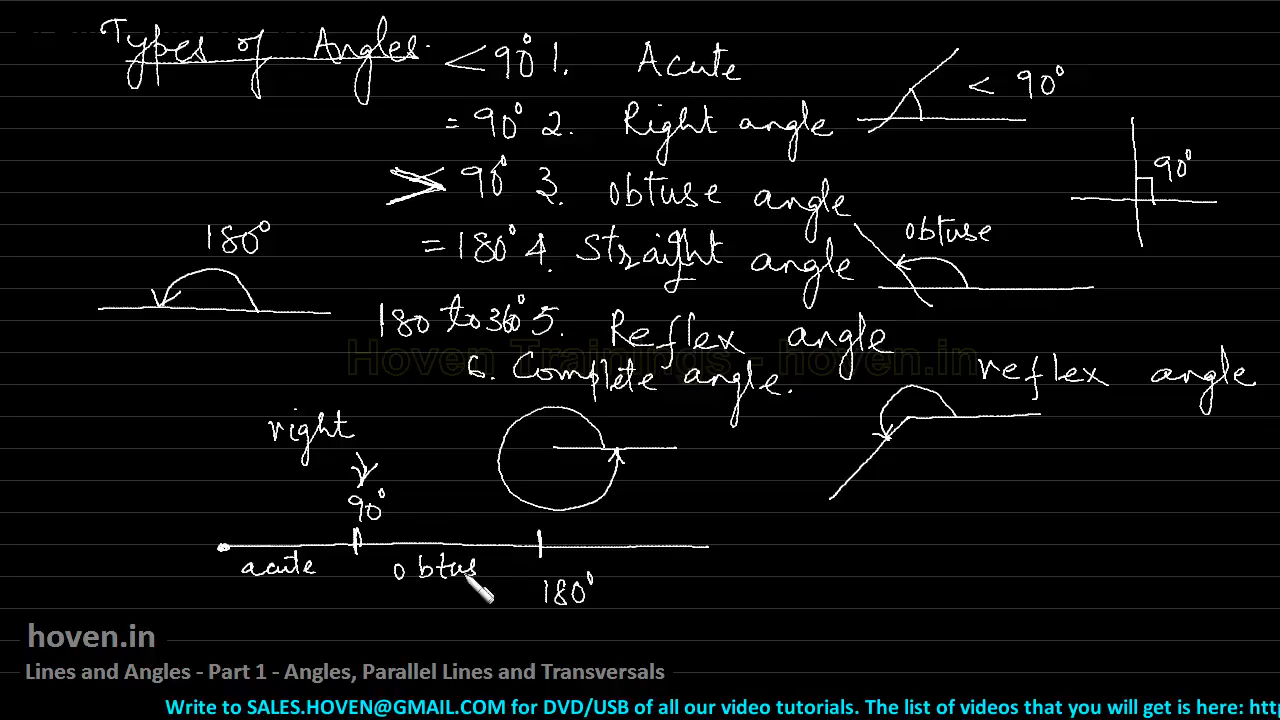 Types of Angles.
< 90° 1. Acute
< 90°
= 90° 2. Right angle
90°
> 90° 3. obtuse angle
obtuse
= 180° 4. Straight angle
180°
180 to 360° 5. Reflex angle
Hoven Trainings - hoven.in
6. Complete angle.
reflex angle
right
90°
acute
obtus
180°
hoven.in
Lines and Angles - Part 1 - Angles, Parallel Lines and Transversals
Write to SALES.HOVEN@GMAIL.COM for DVD/USB of all our video tutorials. The list of videos that you will get is here: htt